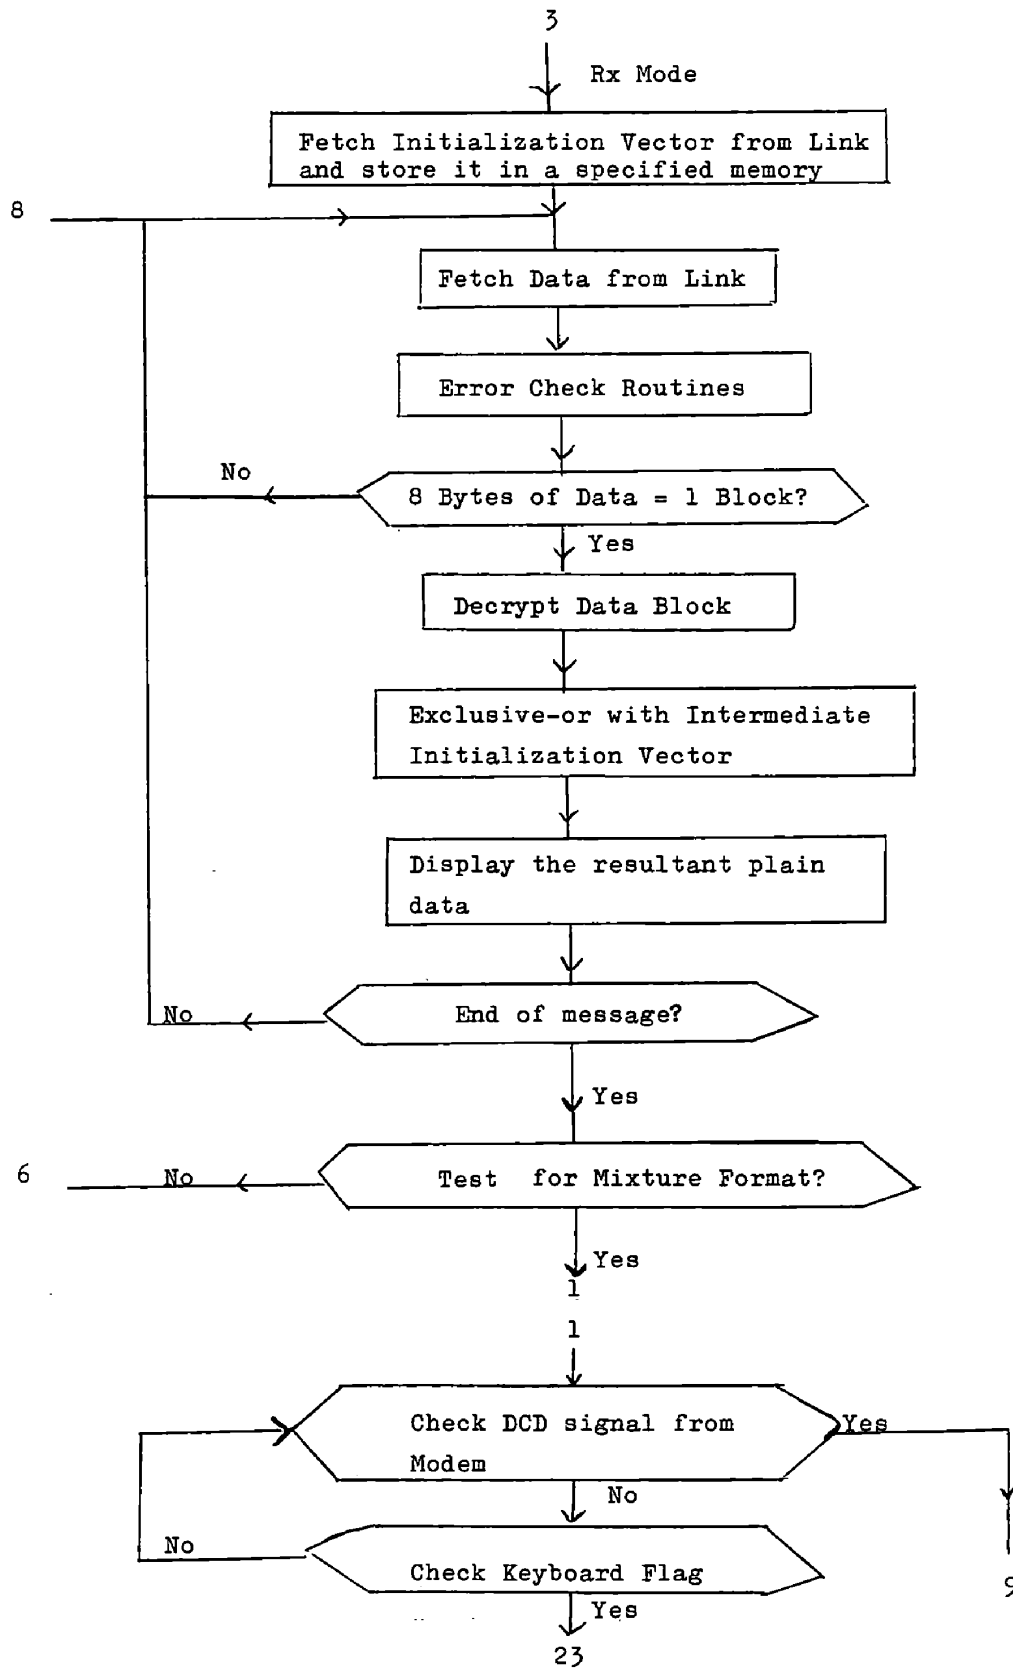 3
Rx Mode
Fetch Initialization Vector from Link
and store it in a specified memory
8
Fetch Data from Link
Error Check Routines
No
8 Bytes of Data = 1 Block?
Yes
Decrypt Data Block
Exclusive-or with Intermediate
Initialization Vector
Display the resultant plain
data
No
End of message?
Yes
6
No
Test for Mixture Format?
Yes
1
1
Check DCD signal from
Modem
Yes
No
No
Check Keyboard Flag
9
Yes
23